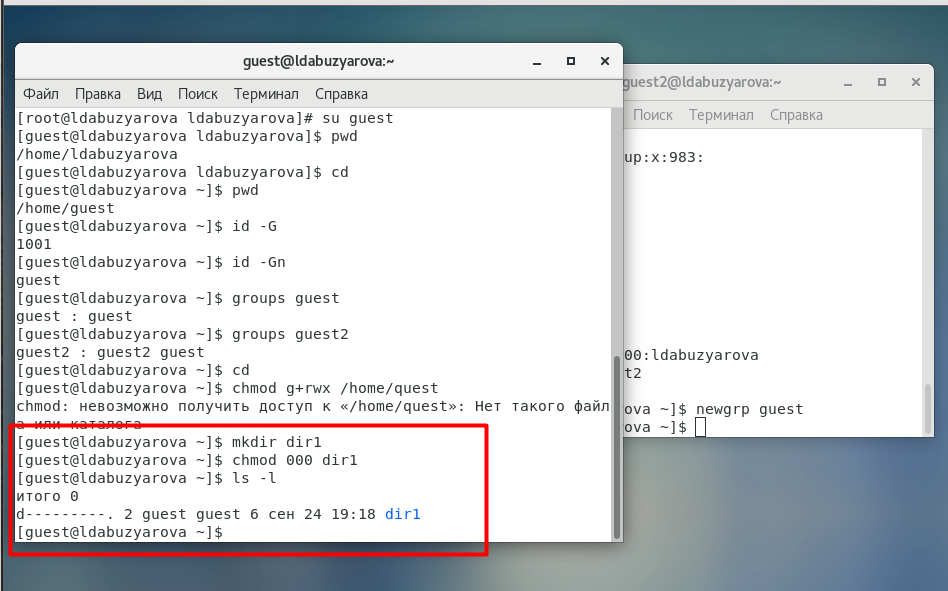 guest@ldabuzyarova:~
Файл Правка Вид Поиск Терминал Справка
[root@ldabuzyarova ldabuzyarova]# su guest
[guest@ldabuzyarova ldabuzyarova]$ pwd
/home/ldabuzyarova
[guest@ldabuzyarova ldabuzyarova]$ cd
[guest@ldabuzyarova ~]$ pwd
/home/guest
[guest@ldabuzyarova ~]$ id -G
1001
[guest@ldabuzyarova ~]$ id -Gn
guest
[guest@ldabuzyarova ~]$ groups guest
guest : guest
[guest@ldabuzyarova ~]$ groups guest2
guest2 : guest2 guest
[guest@ldabuzyarova ~]$ cd
[guest@ldabuzyarova ~]$ chmod g+rwx /home/quest
chmod: невозможно получить доступ к «/home/quest»: Нет такого файл
а или каталога
[guest@ldabuzyarova ~]$ mkdir dir1
[guest@ldabuzyarova ~]$ chmod 000 dir1
[guest@ldabuzyarova ~]$ ls -l
итого 0
d---------. 2 guest guest 6 сен 24 19:18 dir1
[guest@ldabuzyarova ~]$
guest2@ldabuzyarova:~
Поиск Терминал Справка
up:x:983:
00:ldabuzyarova
t2
rova ~]$ newgrp guest
rova ~]$